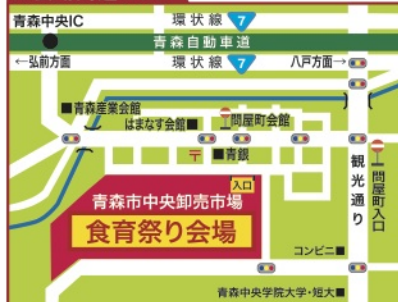 青森中央IC
環状線 7
青森自動車道
←弘前方面
環状線 7
八戸方面→
■青森産業会館
はまなす会館■
問屋町会館
〒
■青銀
観光通り
問屋町入口
入口
青森市中央卸売市場
食育祭り会場
コンビニ■
青森中央学院大学・短大■